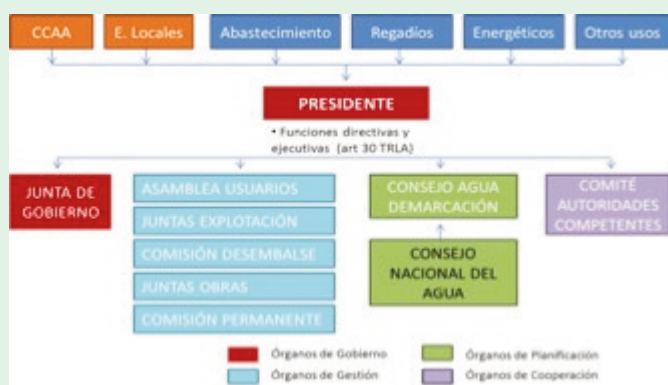 CCAA
E. Locales
Abastecimiento
Regadíos
Energéticos
Otros usos
PRESIDENTE
• Funciones directivas y
ejecutivas (art 30 TRLA)
JUNTA DE
GOBIERNO
ASAMBLEA USUARIOS
JUNTAS EXPLOTACIÓN
COMISIÓN DESEMBALSE
JUNTAS OBRAS
COMISIÓN PERMANENTE
CONSEJO AGUA
DEMARCACIÓN
CONSEJO
NACIONAL DEL
AGUA
COMITÉ
AUTORIDADES
COMPETENTES
Órganos de Gobierno
Órganos de Planificación
Órganos de Gestión
Órganos de Cooperación